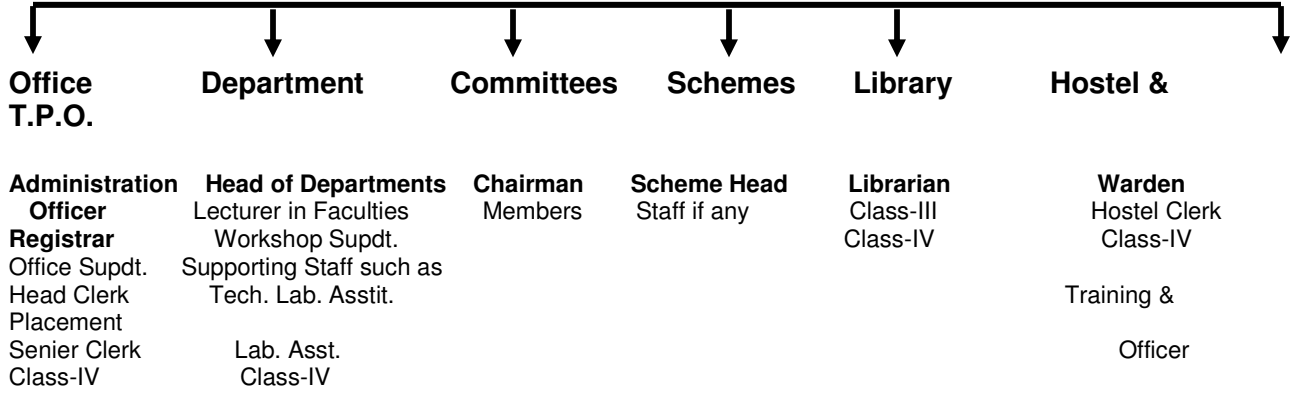 Office Department Committees Schemes Library Hostel &
T.P.O.
Administration Head of Departments Chairman Scheme Head Librarian Warden
Officer Lecturer in Faculties Members Staff if any Class-III Hostel Clerk
Registrar Workshop Supdt. Class-IV Class-IV
Office Supdt. Supporting Staff such as
Head Clerk Tech. Lab. Asstit. Training &
Placement
Senier Clerk Lab. Asst. Officer
Class-IV Class-IV